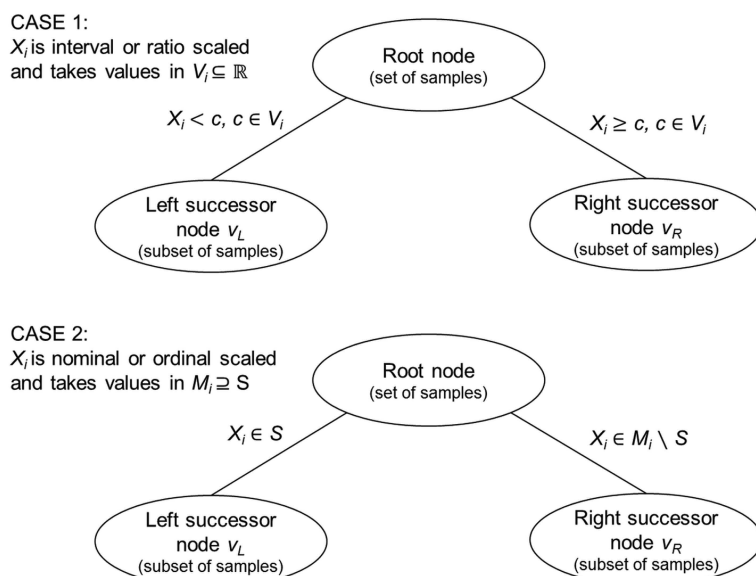 CASE 1:
Xi is interval or ratio scaled
and takes values in Vi ⊆ ℝ
Root node
(set of samples)
Xi < c, c ∈ Vi
Xi ≥ c, c ∈ Vi
Left successor
node vL
(subset of samples)
Right successor
node vR
(subset of samples)
CASE 2:
Xi is nominal or ordinal scaled
and takes values in Mi ⊇ S
Root node
(set of samples)
Xi ∈ S
Xi ∈ Mi \ S
Left successor
node vL
(subset of samples)
Right successor
node vR
(subset of samples)